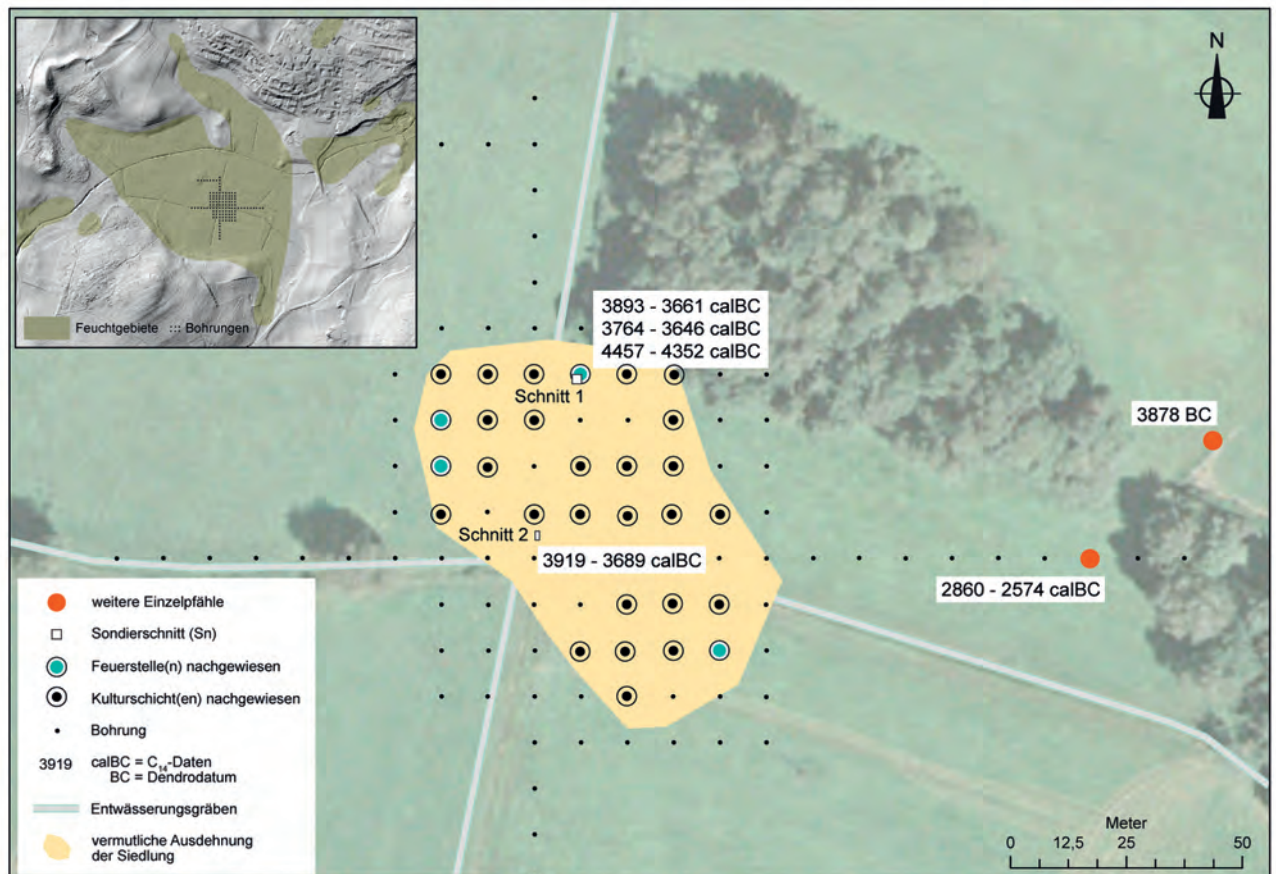 Feuchtgebiete ::: Bohrungen
N
3893 - 3661 calBC
3764 - 3646 calBC
4457 - 4352 calBC
Schnitt 1
3878 BC
Schnitt 2
3919 - 3689 calBC
2860 - 2574 calBC
weitere Einzelpfähle
Sondierschnitt (Sn)
Feuerstelle(n) nachgewiesen
Kulturschicht(en) nachgewiesen
Bohrung
3919 calBC = C14-Daten
BC = Dendrodatum
Entwässerungsgräben
vermutliche Ausdehnung
der Siedlung
Meter
0 12,5 25 50